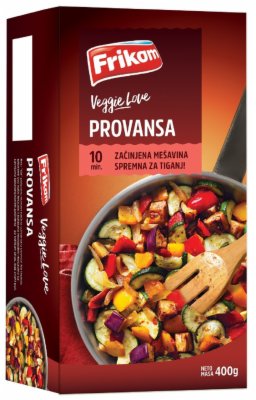 Frikom
Veggie Love
PROVANSA
10
min.
ZAČINJENA MEŠAVINA
SPREMNA ZA TIGANJ!
NETO
MASA 400g
Frikom
Veggie Love
PROVANSA